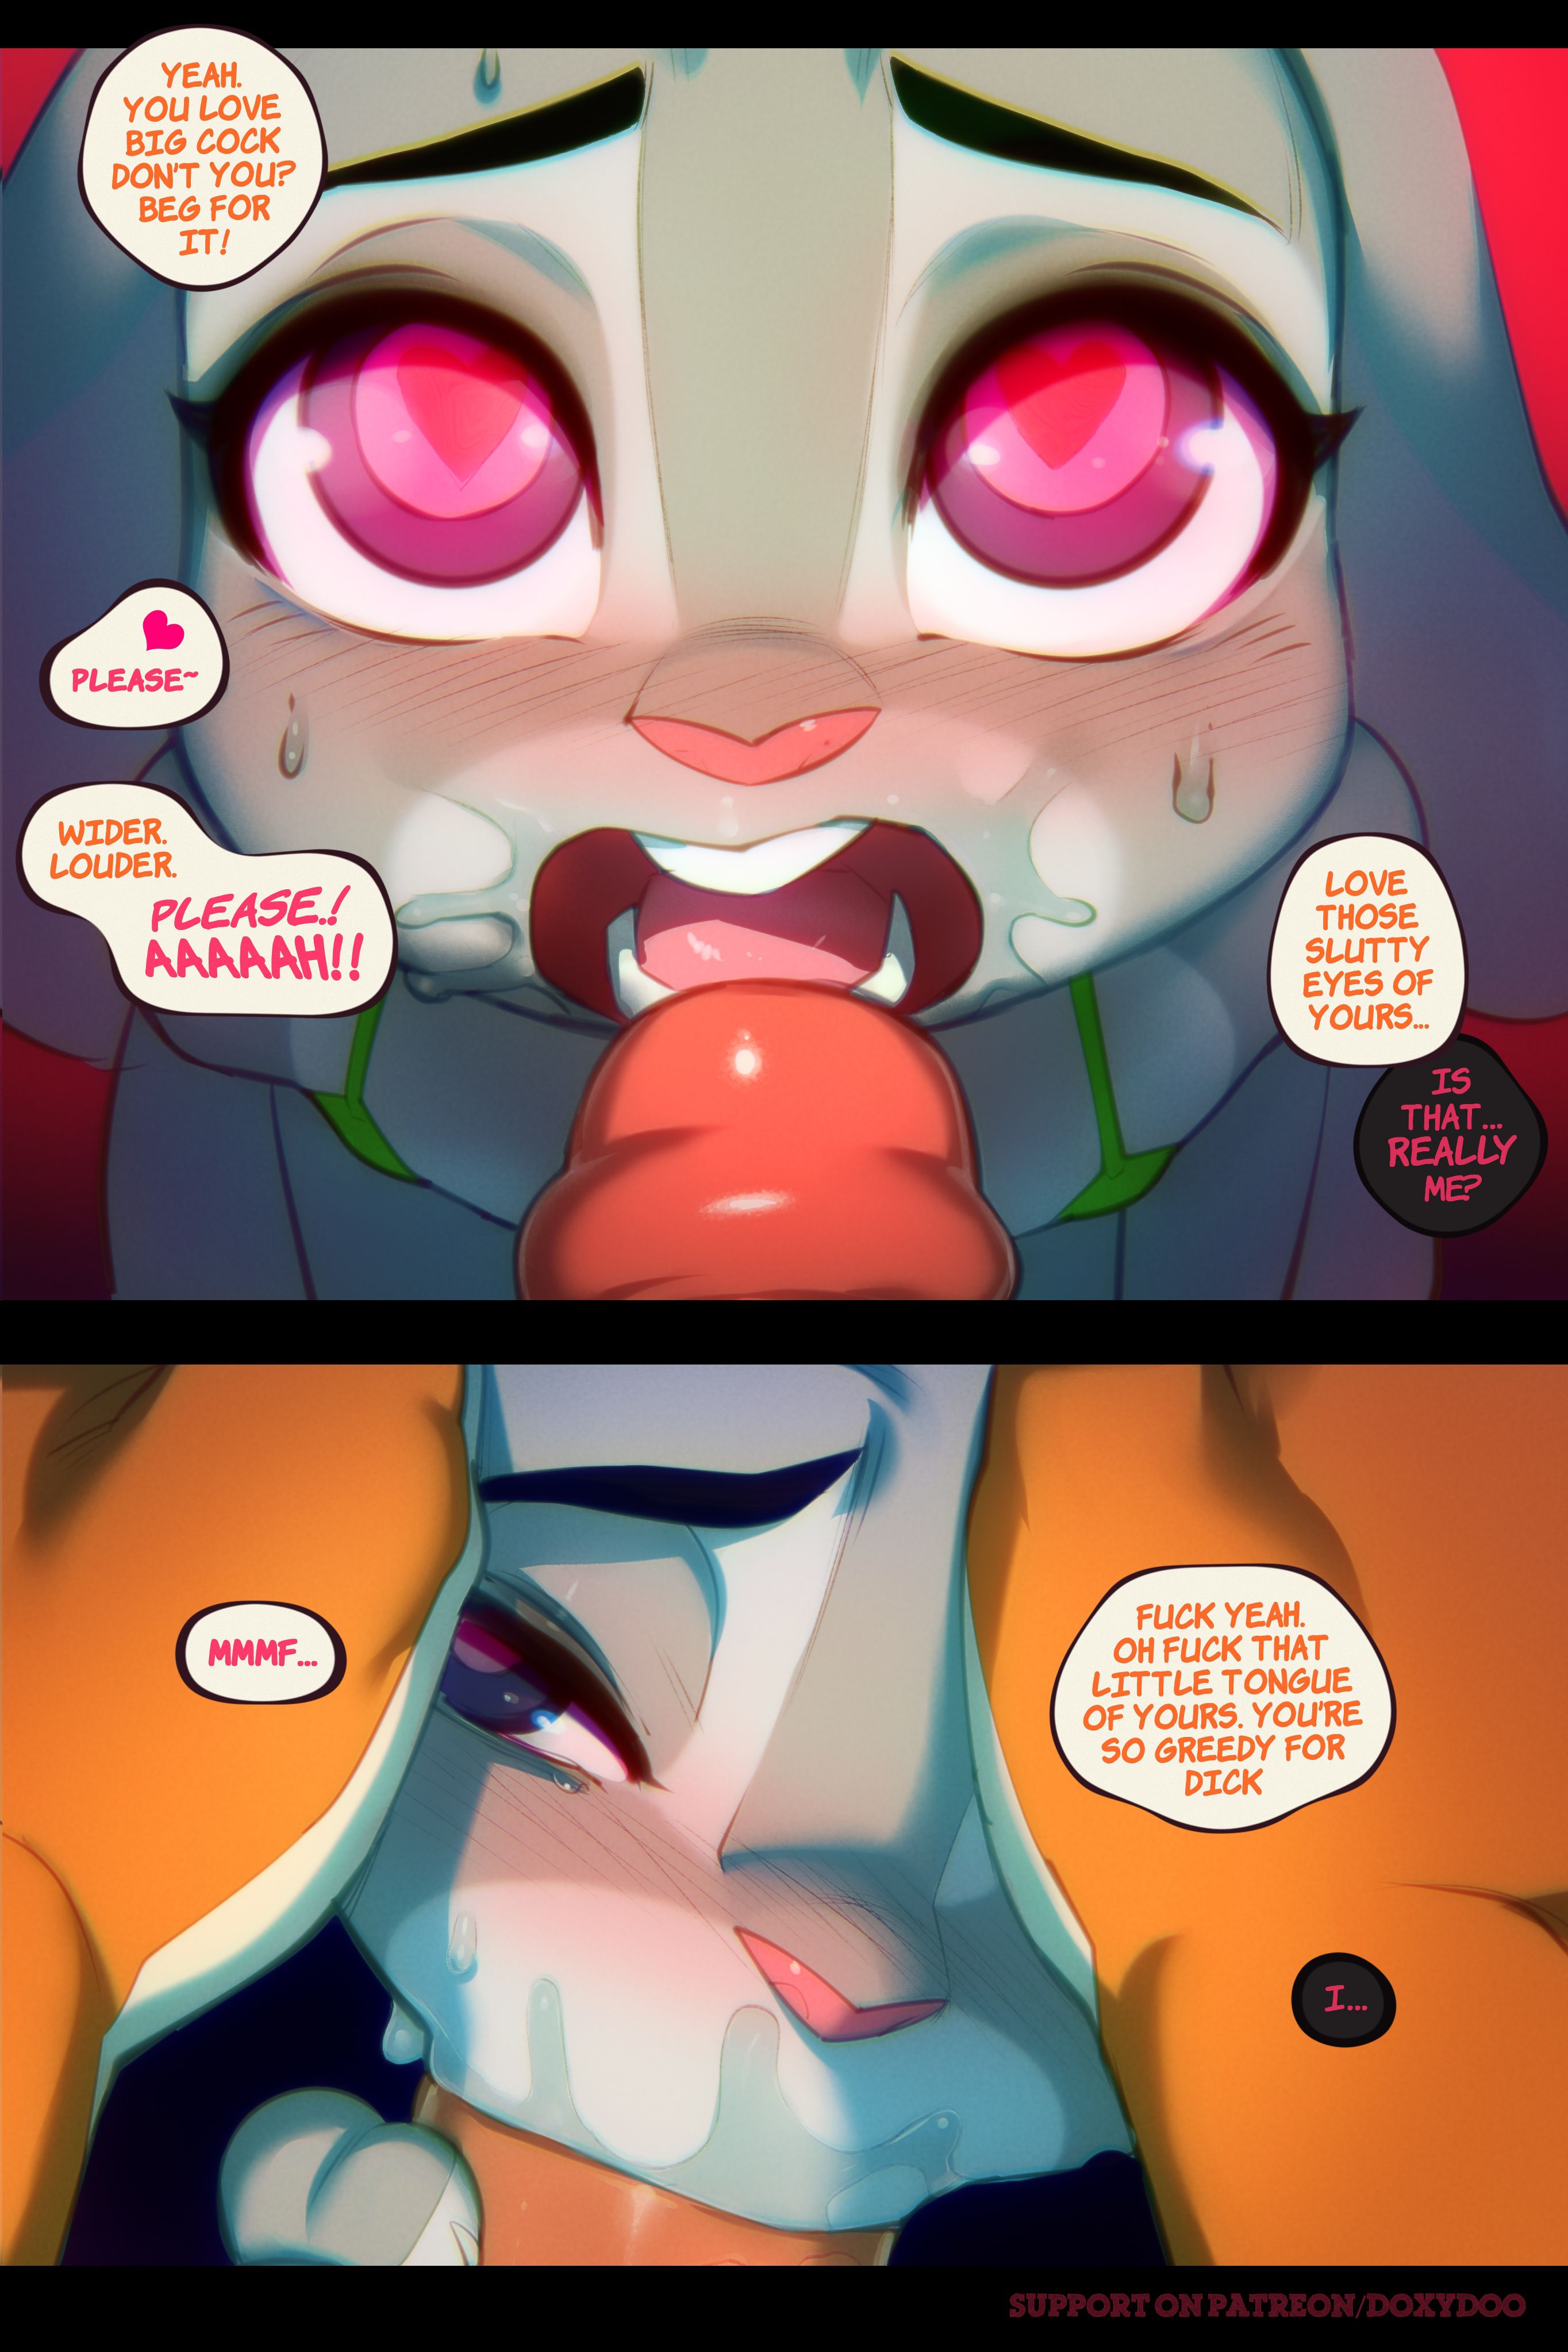 YEAH.
YOU LOVE
BIG COCK
DON'T YOU?
BEG FOR
IT!
PLEASE~
WIDER.
LOUDER.
PLEASE.!
AAAAAH!!
LOVE
THOSE
SLUTTY
EYES OF
YOURS...
IS
THAT...
REALLY
ME?
MMMF...
FUCK YEAH.
OH FUCK THAT
LITTLE TONGUE
OF YOURS. YOU'RE
SO GREEDY FOR
DICK
I...
SUPPORT ON PATREON/DOXYDOO